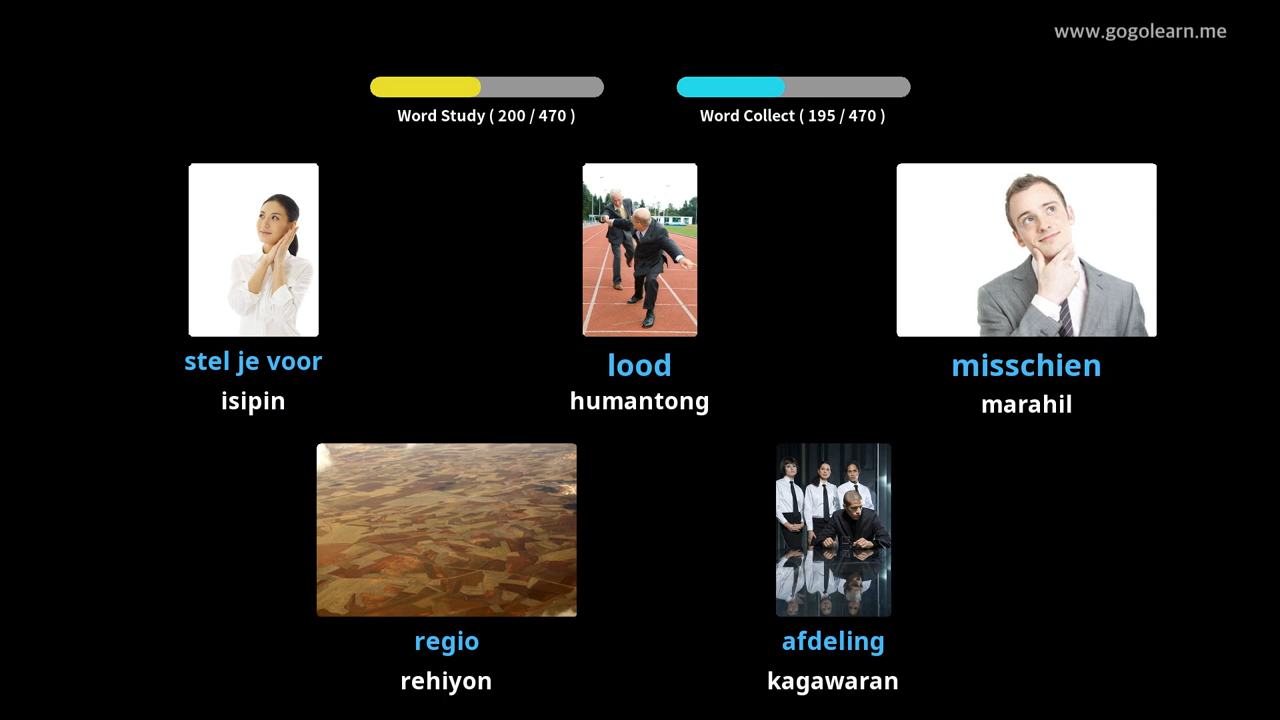 www.gogolearn.me
Word Study ( 200 / 470 )
Word Collect ( 195 / 470 )
stel je voor
isipin
lood
humantong
misschien
marahil
regio
rehiyon
afdeling
kagawaran